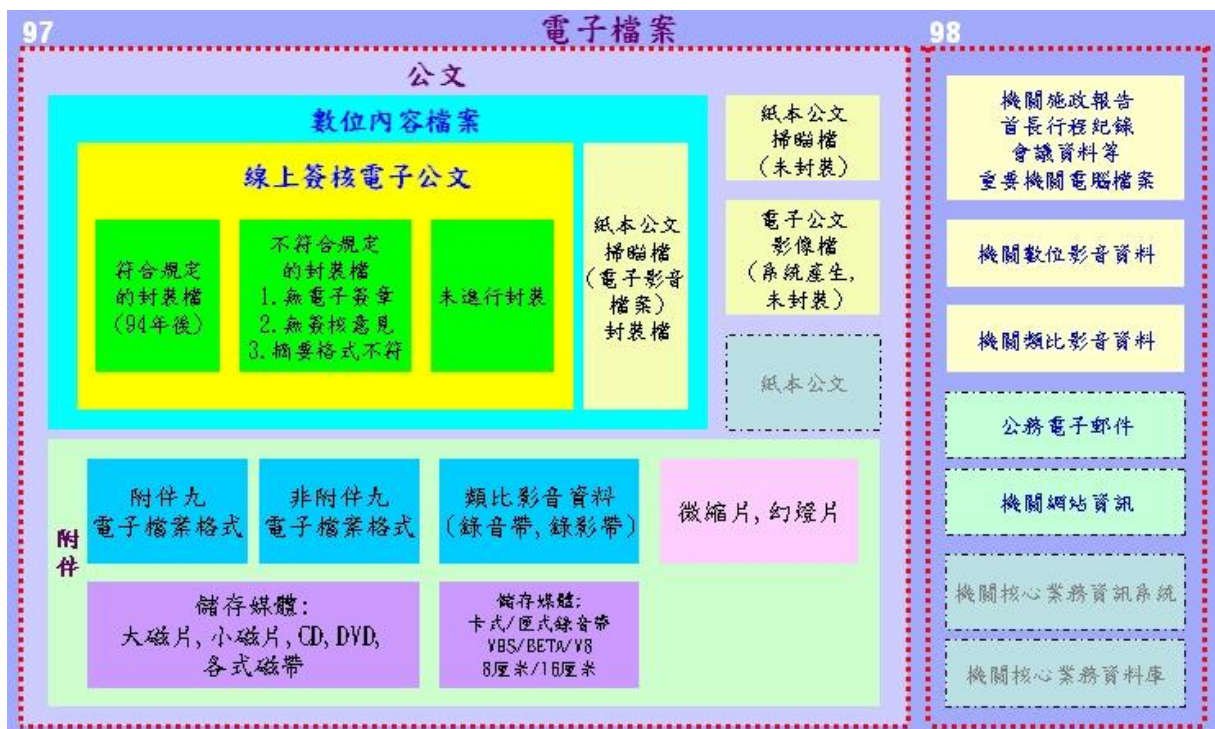 97
電子檔案
98
公文
數位內容檔案
線上簽核電子公文
符合規定
的封裝檔
(94年後)
不符合規定
的封裝檔
1.無電子簽章
2.無簽核意見
3.摘要格式不符
未進行封裝
紙本公文
掃瞄檔
(電子影音
檔案)
封裝檔
紙本公文
掃瞄檔
(未封裝)
電子公文
影像檔
(系統產生,
未封裝)
紙本公文
附件
附件九
電子檔案格式
非附件九
電子檔案格式
類比影音資料
(錄音帶,錄影帶)
微縮片,幻燈片
儲存媒體:
大磁片,小磁片,CD,DVD,
各式磁帶
儲存媒體:
卡式/匣式錄音帶
VBS/BETA/V8
8厘米/16厘米
機關施政報告
首長行程紀錄
會議資料等
重要機關電腦檔案
機關數位影音資料
機關類比影音資料
公務電子郵件
機關網站資訊
機關核心業務資訊系統
機關核心業務資料庫